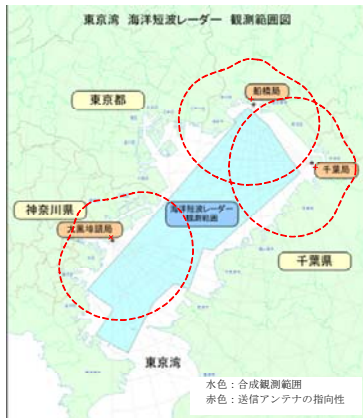 東京湾 海洋短波レーダー 観測範囲図
船橋局
東京都
千葉局
神奈川県
海洋短波レーダー
観測範囲
大黒埠頭局
千葉県
東京湾
水色：合成観測範囲
赤色：送信アンテナの指向性